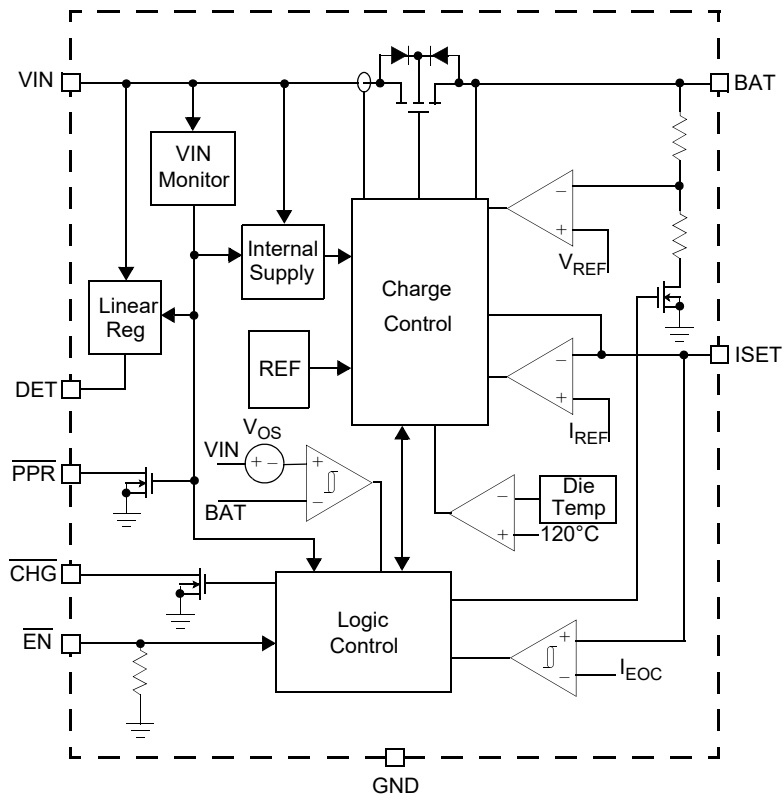 VIN
BAT
VIN
Monitor
Internal
Supply
−
+
VREF
Charge
Control
Linear
Reg
ISET
REF
−
+
IREF
DET
VOS
VIN
+ −
+
−
BAT
PPR
Die
Temp
−
+
120°C
CHG
Logic
Control
EN
+
−
IEOC
GND